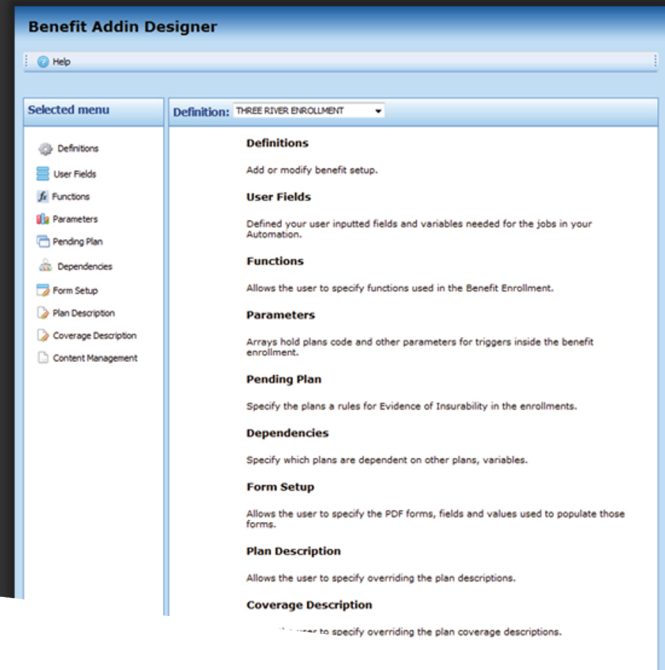 Benefit Addin Designer
Help
Selected menu
Definitions
User Fields
Functions
Parameters
Pending Plan
Dependencies
Form Setup
Plan Description
Coverage Description
Content Management
Definition: THREE RIVER ENROLLMENT
Definitions
Add or modify benefit setup.
User Fields
Defined your user inputted fields and variables needed for the jobs in your
Automation.
Functions
Allows the user to specify functions used in the Benefit Enrollment.
Parameters
Arrays hold plans code and other parameters for triggers inside the benefit
enrollment.
Pending Plan
Specify the plans a rules for Evidence of Insurability in the enrollments.
Dependencies
Specify which plans are dependent on other plans, variables.
Form Setup
Allows the user to specify the PDF forms, fields and values used to populate those
forms.
Plan Description
Allows the user to specify overriding the plan descriptions.
Coverage Description
to specify overriding the plan coverage descriptions.